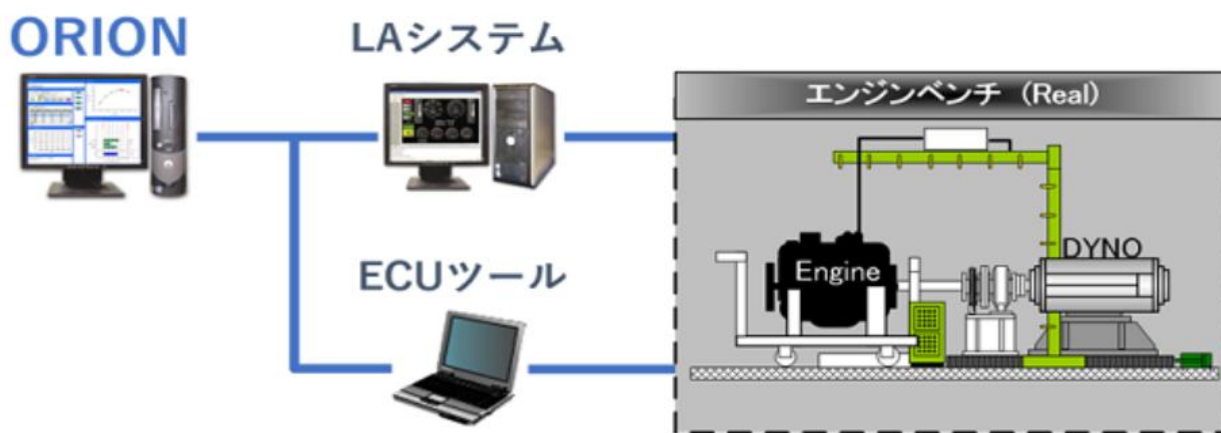 ORION
LAシステム
エンジンベンチ (Real)
DYNO
Engine
ECUツール